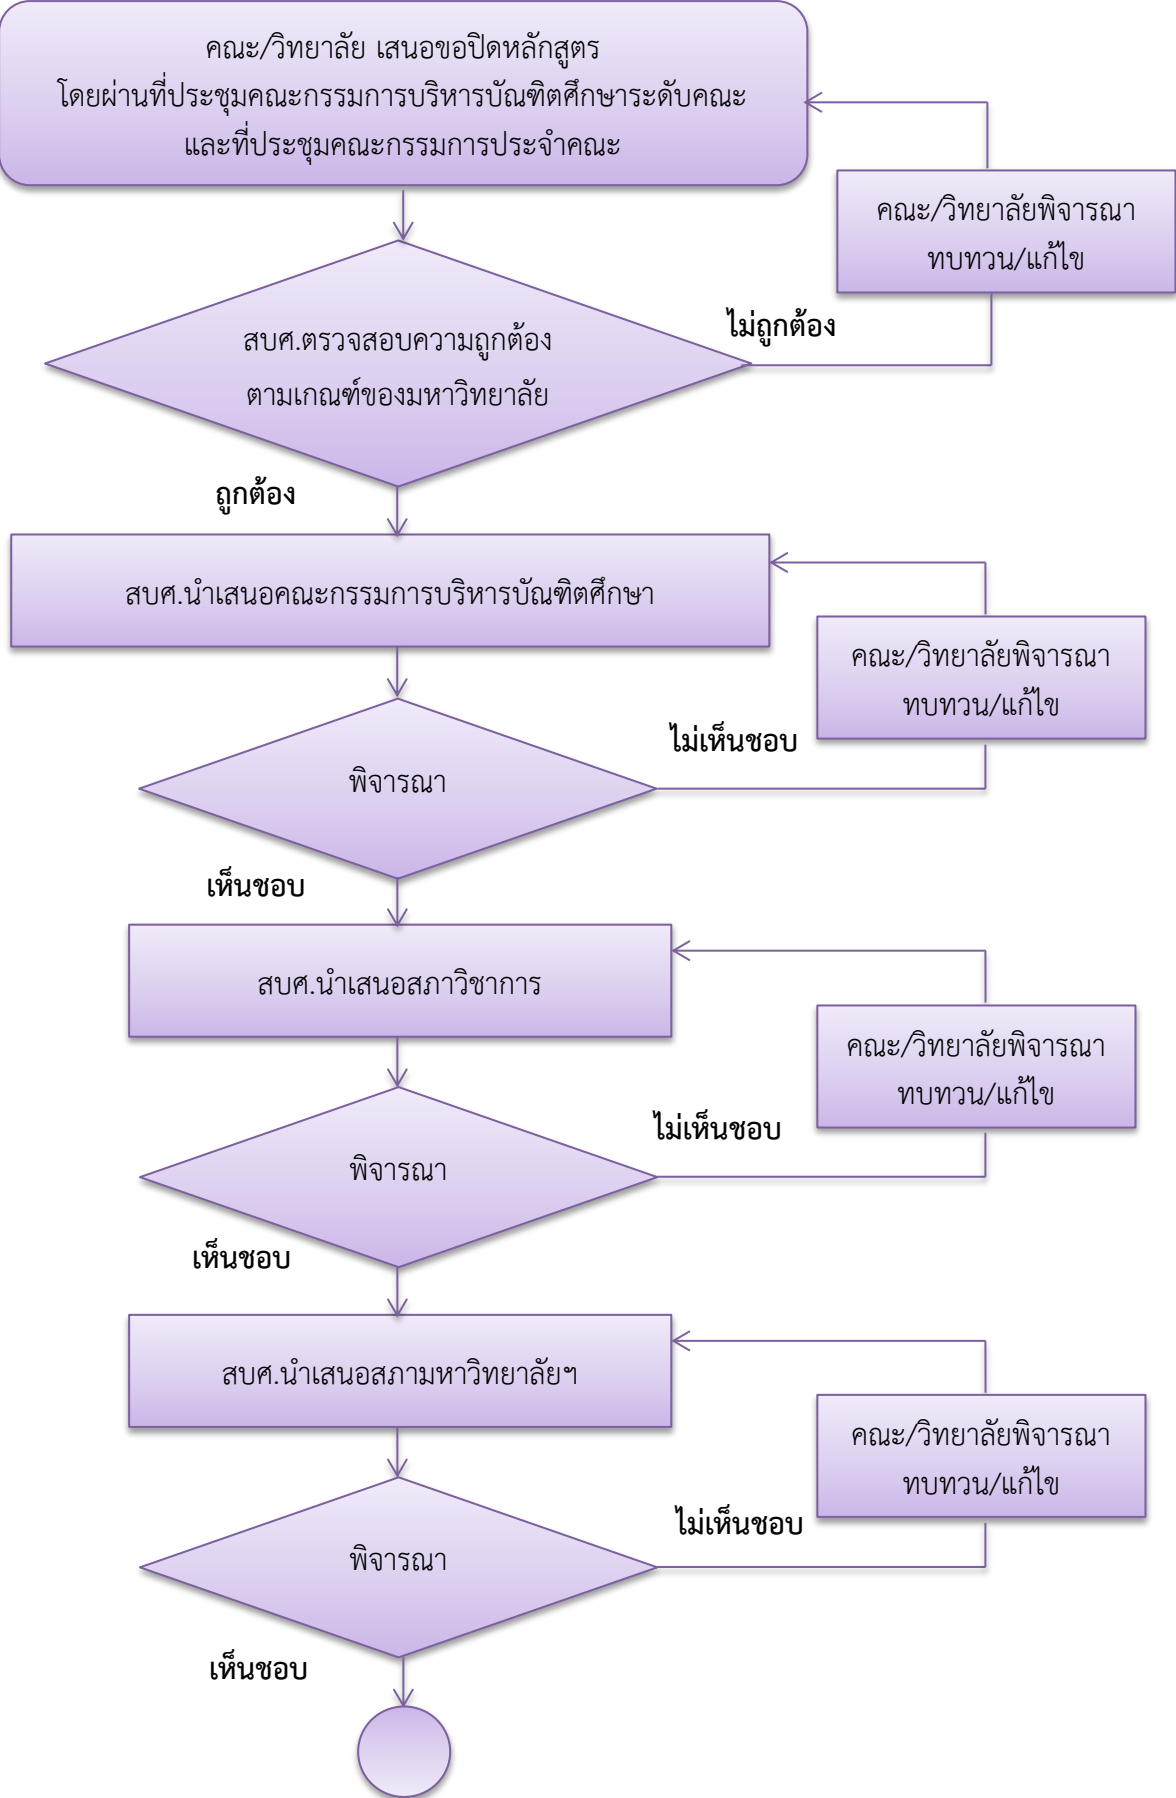 คณะ/วิทยาลัย เสนอขอปิดหลักสูตร
โดยผ่านที่ประชุมคณะกรรมการบริหารบัณฑิตศึกษาระดับคณะ
และที่ประชุมคณะกรรมการประจำคณะ
คณะ/วิทยาลัยพิจารณา
ทบทวน/แก้ไข
ไม่ถูกต้อง
สบศ.ตรวจสอบความถูกต้อง
ตามเกณฑ์ของมหาวิทยาลัย
ถูกต้อง
สบศ.นำเสนอคณะกรรมการบริหารบัณฑิตศึกษา
คณะ/วิทยาลัยพิจารณา
ทบทวน/แก้ไข
ไม่เห็นชอบ
พิจารณา
เห็นชอบ
สบศ.นำเสนอสภาวิชาการ
คณะ/วิทยาลัยพิจารณา
ทบทวน/แก้ไข
ไม่เห็นชอบ
พิจารณา
เห็นชอบ
สบศ.นำเสนอสภามหาวิทยาลัยฯ
คณะ/วิทยาลัยพิจารณา
ทบทวน/แก้ไข
ไม่เห็นชอบ
พิจารณา
เห็นชอบ